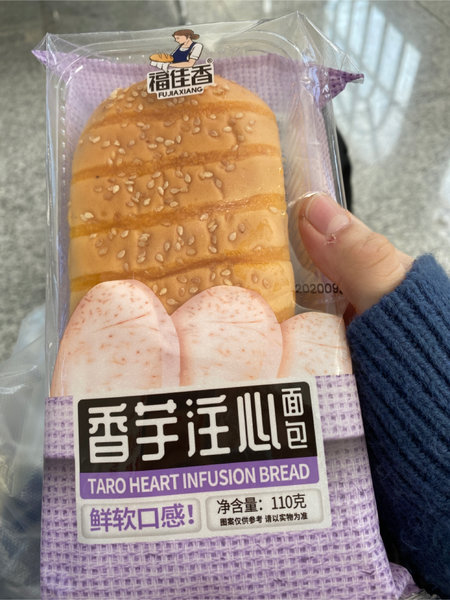 福佳香®
FUJIAXIANG
202009
香芋注心面包
TARO HEART INFUSION BREAD
鲜软口感!
净含量: 110克
图案仅供参考 请以实物为准